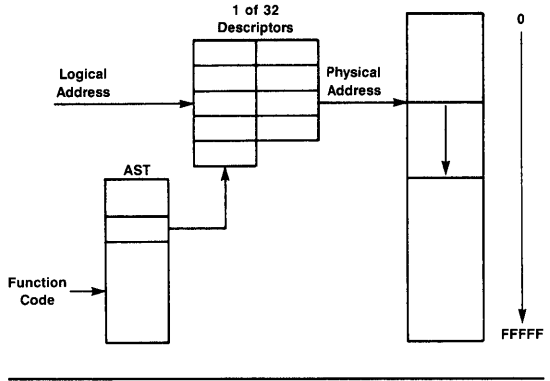 1 of 32
Descriptors
0
Logical
Address
Physical
Address
AST
Function
Code
FFFFF